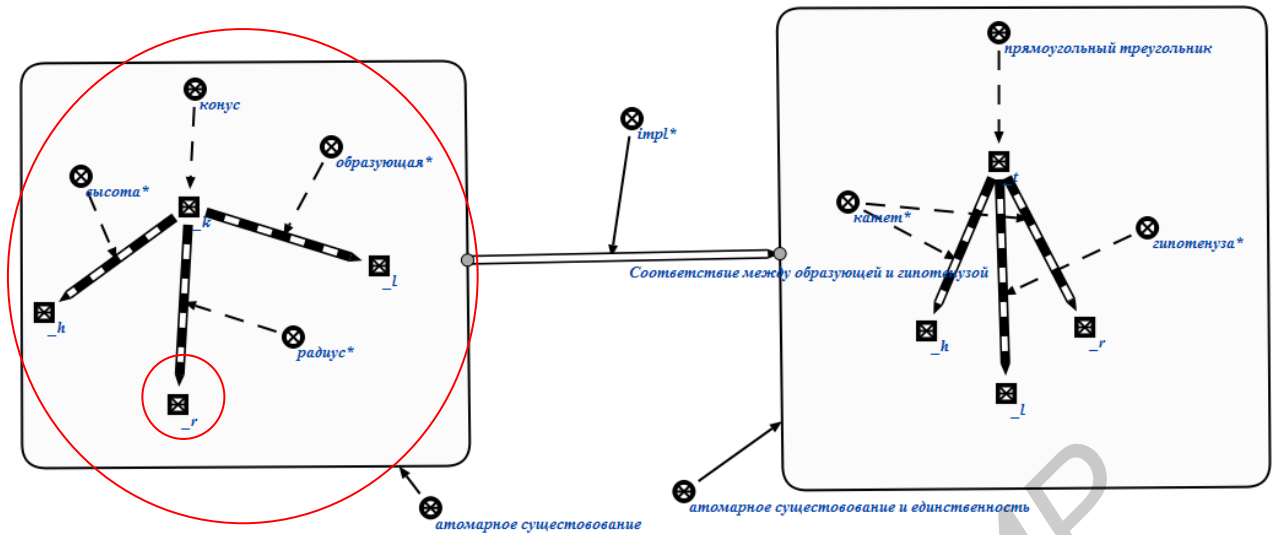 конус
образующая*
высота*
_k
_l
_h
радиус*
_r
атомарное существование
impl*
Соответствие между образующей и гипотенузой
прямоугольный треугольник
_t
катет*
гипотенуза*
_h
_r
_l
атомарное существование и единственность